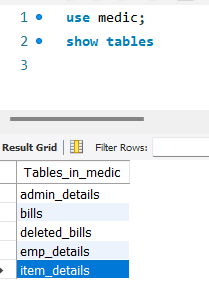 1 use medic;
2 show tables
3
Result Grid Filter Rows:
Tables_in_medic
admin_details
bills
deleted_bills
emp_details
item_details